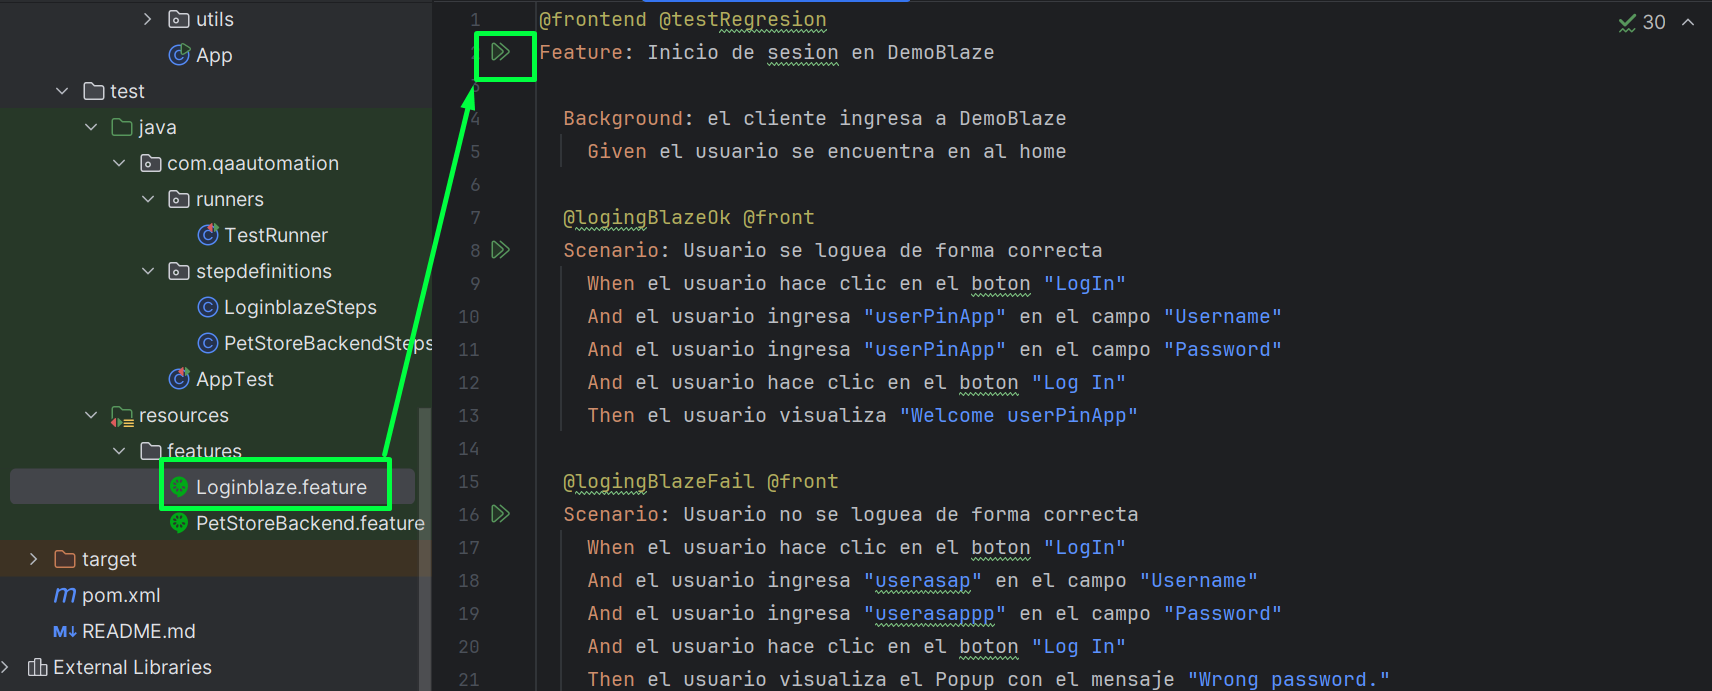 utils
App
test
java
com.qaautomation
runners
TestRunner
stepdefinitions
LoginblazeSteps
PetStoreBackendSteps
AppTest
resources
features
Loginblaze.feature
PetStoreBackend.feature
target
pom.xml
README.md
External Libraries
30
1 @frontend @testRegresion
2 Feature: Inicio de sesion en DemoBlaze
3
4 Background: el cliente ingresa a DemoBlaze
5 Given el usuario se encuentra en al home
6
7 @logingBlazeOk @front
8 Scenario: Usuario se loguea de forma correcta
9 When el usuario hace clic en el boton "LogIn"
10 And el usuario ingresa "userPinApp" en el campo "Username"
11 And el usuario ingresa "userPinApp" en el campo "Password"
12 And el usuario hace clic en el boton "Log In"
13 Then el usuario visualiza "Welcome userPinApp"
14
15 @logingBlazeFail @front
16 Scenario: Usuario no se loguea de forma correcta
17 When el usuario hace clic en el boton "LogIn"
18 And el usuario ingresa "userasap" en el campo "Username"
19 And el usuario ingresa "userasappp" en el campo "Password"
20 And el usuario hace clic en el boton "Log In"
21 Then el usuario visualiza el Popup con el mensaje "Wrong password."